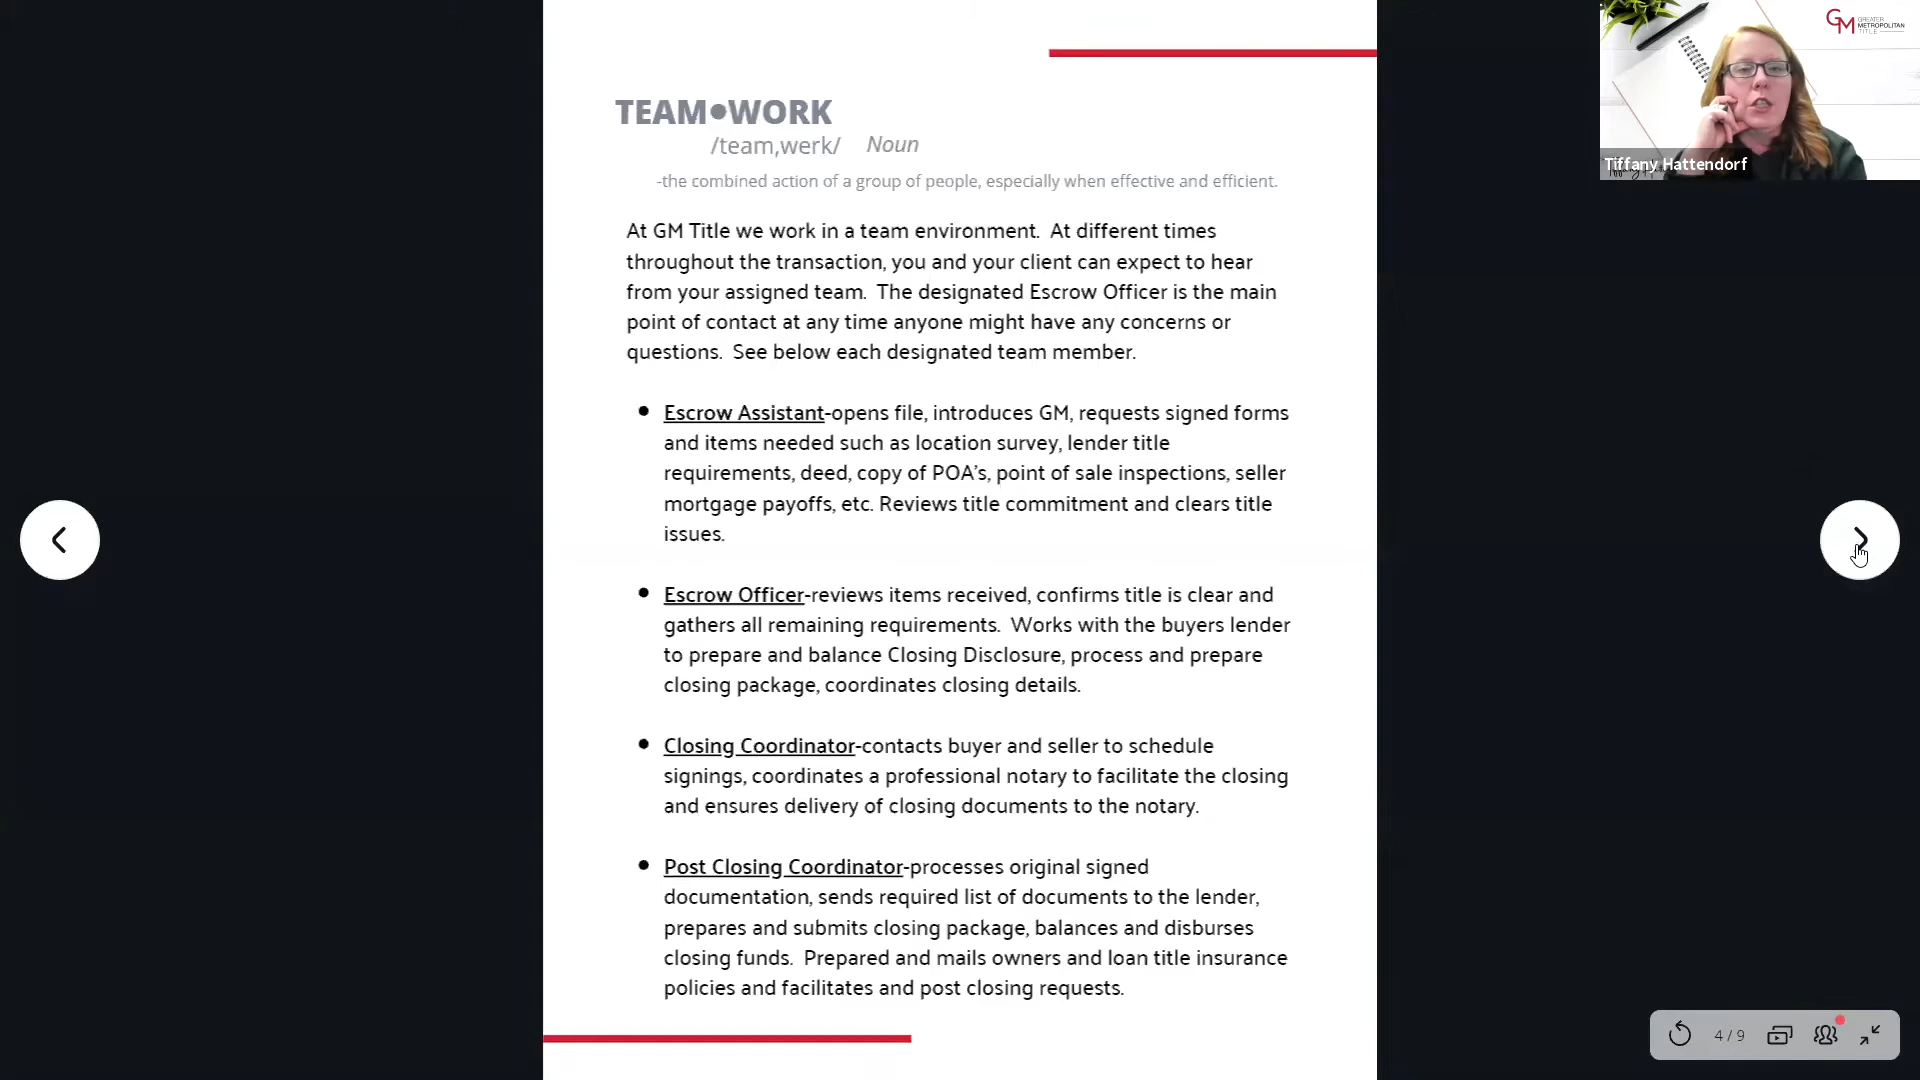 GM GREATER
METROPOLITAN
TITLE
Tiffany Hattendorf
TEAM●WORK
/team,werk/ Noun
-the combined action of a group of people, especially when effective and efficient.
At GM Title we work in a team environment.  At different times
throughout the transaction, you and your client can expect to hear
from your assigned team.  The designated Escrow Officer is the main
point of contact at any time anyone might have any concerns or
questions.  See below each designated team member.
● Escrow Assistant-opens file, introduces GM, requests signed forms
and items needed such as location survey, lender title
requirements, deed, copy of POA's, point of sale inspections, seller
mortgage payoffs, etc. Reviews title commitment and clears title
issues.
● Escrow Officer-reviews items received, confirms title is clear and
gathers all remaining requirements.  Works with the buyers lender
to prepare and balance Closing Disclosure, process and prepare
closing package, coordinates closing details.
● Closing Coordinator-contacts buyer and seller to schedule
signings, coordinates a professional notary to facilitate the closing
and ensures delivery of closing documents to the notary.
● Post Closing Coordinator-processes original signed
documentation, sends required list of documents to the lender,
prepares and submits closing package, balances and disburses
closing funds.  Prepared and mails owners and loan title insurance
policies and facilitates and post closing requests.
4 / 9